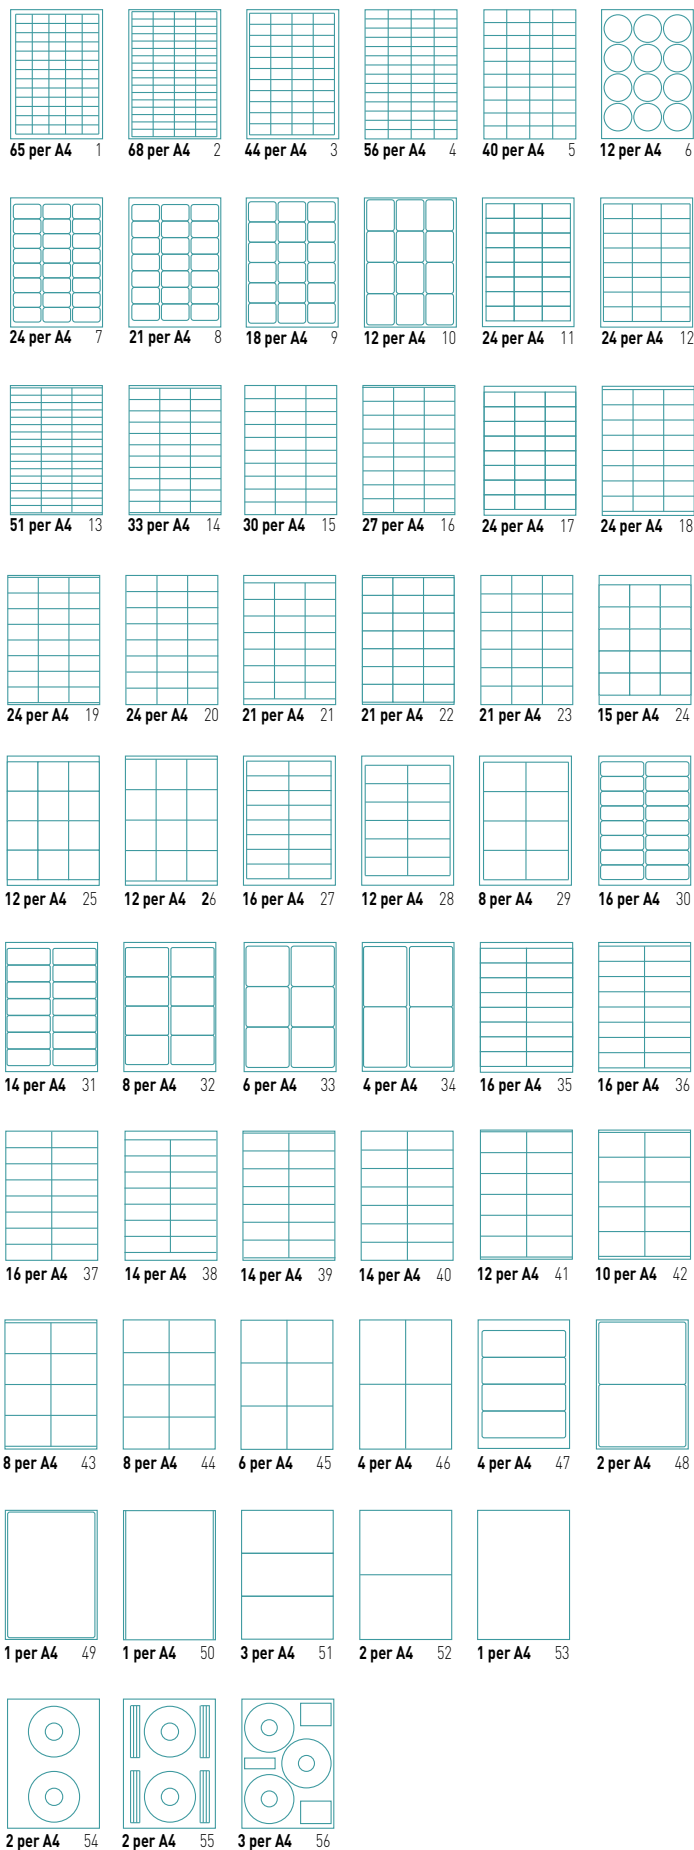 65 per A4 1
68 per A4 2
44 per A4 3
56 per A4 4
40 per A4 5
12 per A4 6
24 per A4 7
21 per A4 8
18 per A4 9
12 per A4 10
24 per A4 11
24 per A4 12
51 per A4 13
33 per A4 14
30 per A4 15
27 per A4 16
24 per A4 17
24 per A4 18
24 per A4 19
24 per A4 20
21 per A4 21
21 per A4 22
21 per A4 23
15 per A4 24
12 per A4 25
12 per A4 26
16 per A4 27
12 per A4 28
8 per A4 29
16 per A4 30
14 per A4 31
8 per A4 32
6 per A4 33
4 per A4 34
16 per A4 35
16 per A4 36
16 per A4 37
14 per A4 38
14 per A4 39
14 per A4 40
12 per A4 41
10 per A4 42
8 per A4 43
8 per A4 44
6 per A4 45
4 per A4 46
4 per A4 47
2 per A4 48
1 per A4 49
1 per A4 50
3 per A4 51
2 per A4 52
1 per A4 53
2 per A4 54
2 per A4 55
3 per A4 56